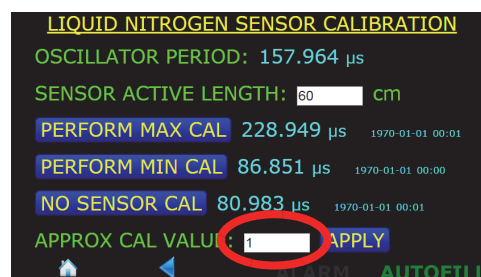 LIQUID NITROGEN SENSOR CALIBRATION
OSCILLATOR PERIOD: 157.964 µs
SENSOR ACTIVE LENGTH: 60 cm
PERFORM MAX CAL 228.949 µs 1970-01-01 00:01
PERFORM MIN CAL 86.851 µs 1970-01-01 00:00
NO SENSOR CAL 80.983 µs 1970-01-01 00:01
APPROX CAL VALUE: 1 APPLY
ALARM AUTOFILL